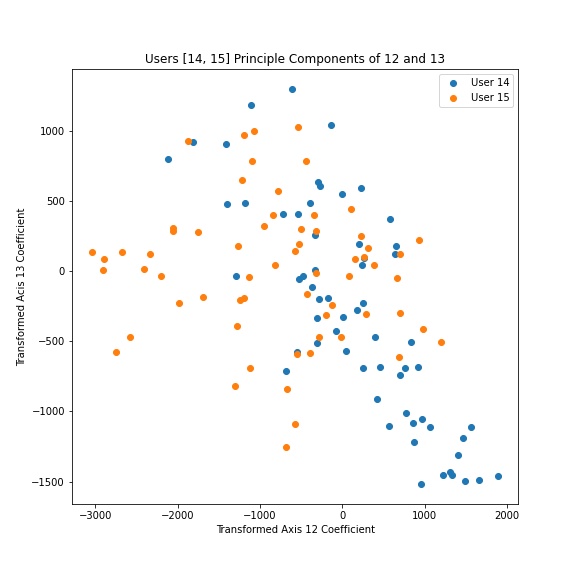 Users [14, 15] Principle Components of 12 and 13
User 14
User 15
Transformed Acis 13 Coefficient
1000
500
0
−500
−1000
−1500
−3000
−2000
−1000
0
1000
2000
Transformed Axis 12 Coefficient